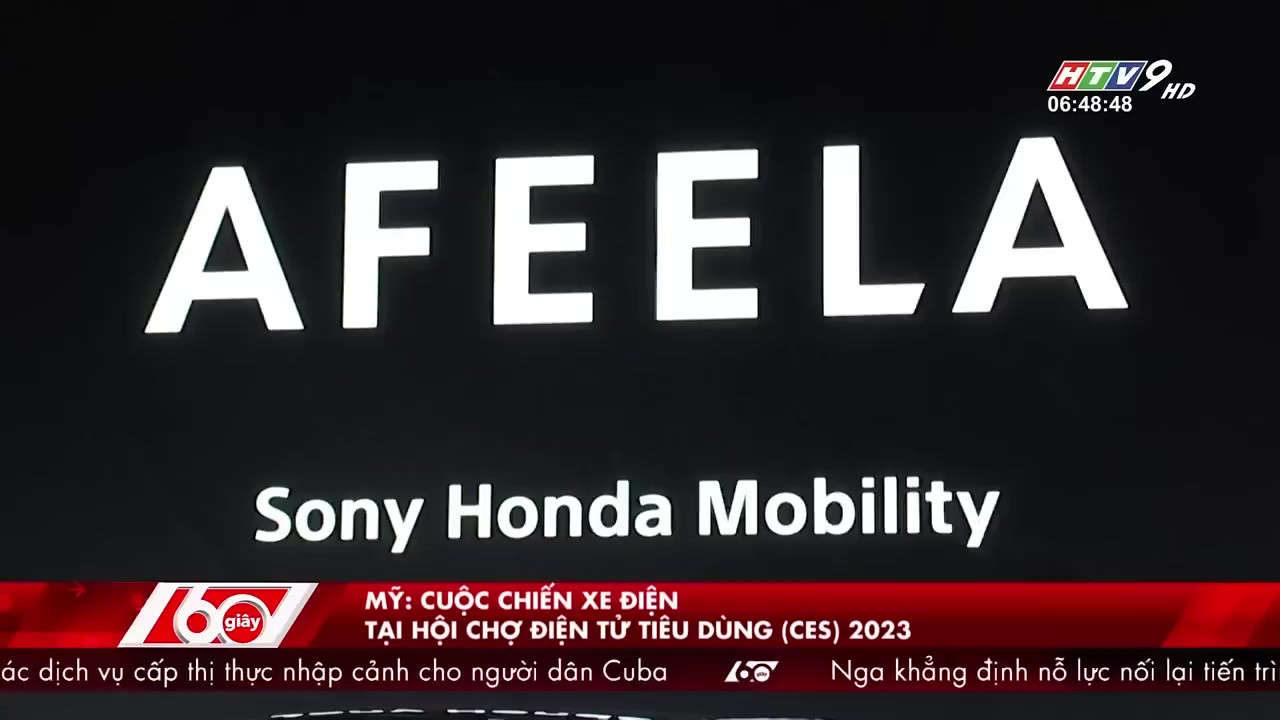 HTV9 HD
06:48:48
AFEELA
Sony Honda Mobility
60 giây
MỸ: CUỘC CHIẾN XE ĐIỆN
TẠI HỘI CHỢ ĐIỆN TỬ TIÊU DÙNG (CES) 2023
ác dịch vụ cấp thị thực nhập cảnh cho người dân Cuba 60 giây Nga khẳng định nỗ lực nối lại tiến trì